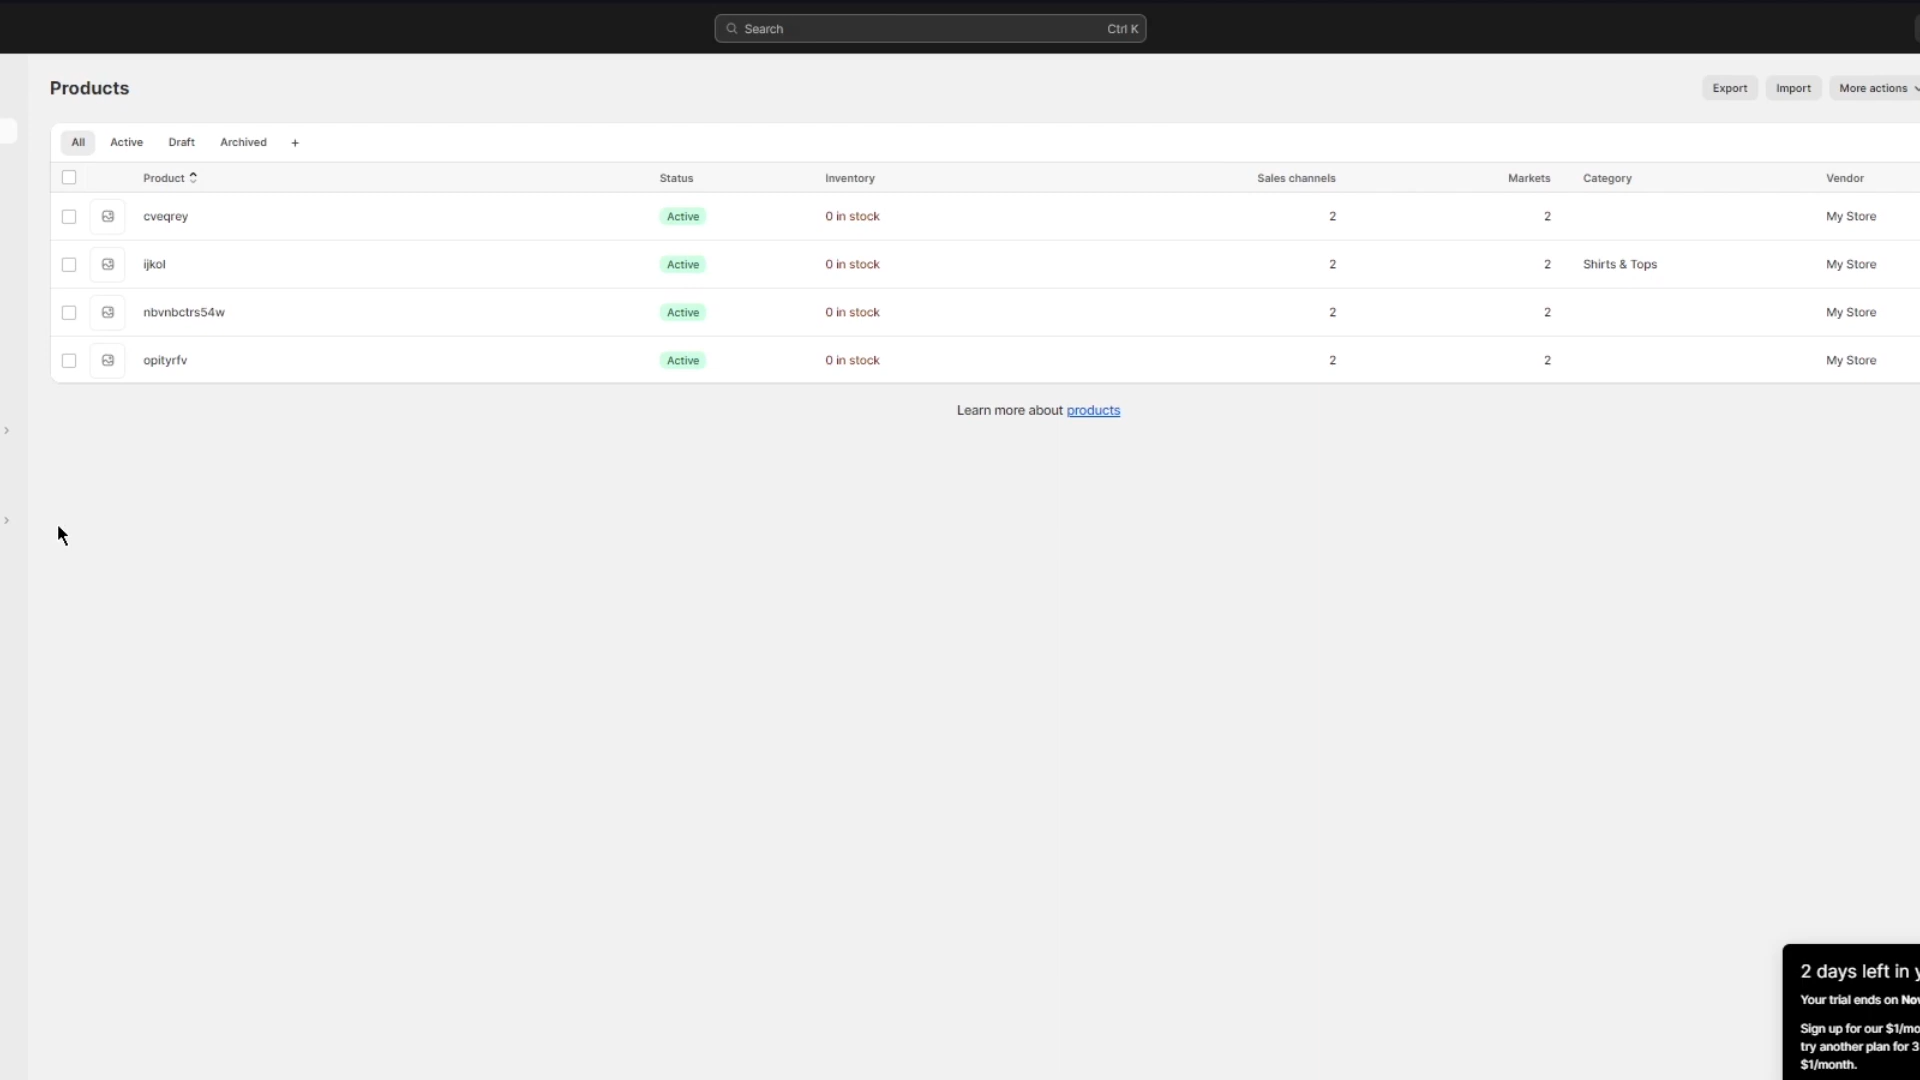 Search Ctrl K
Products
Export Import More actions
All Active Draft Archived +
Product Status Inventory Sales channels Markets Category Vendor
cveqrey Active 0 in stock 2 2 My Store
ijkol Active 0 in stock 2 2 Shirts & Tops My Store
nbvnbctrs54w Active 0 in stock 2 2 My Store
opityrfv Active 0 in stock 2 2 My Store
Learn more about products
2 days left in y
Your trial ends on Nov
Sign up for our $1/mo
try another plan for 3
$1/month.